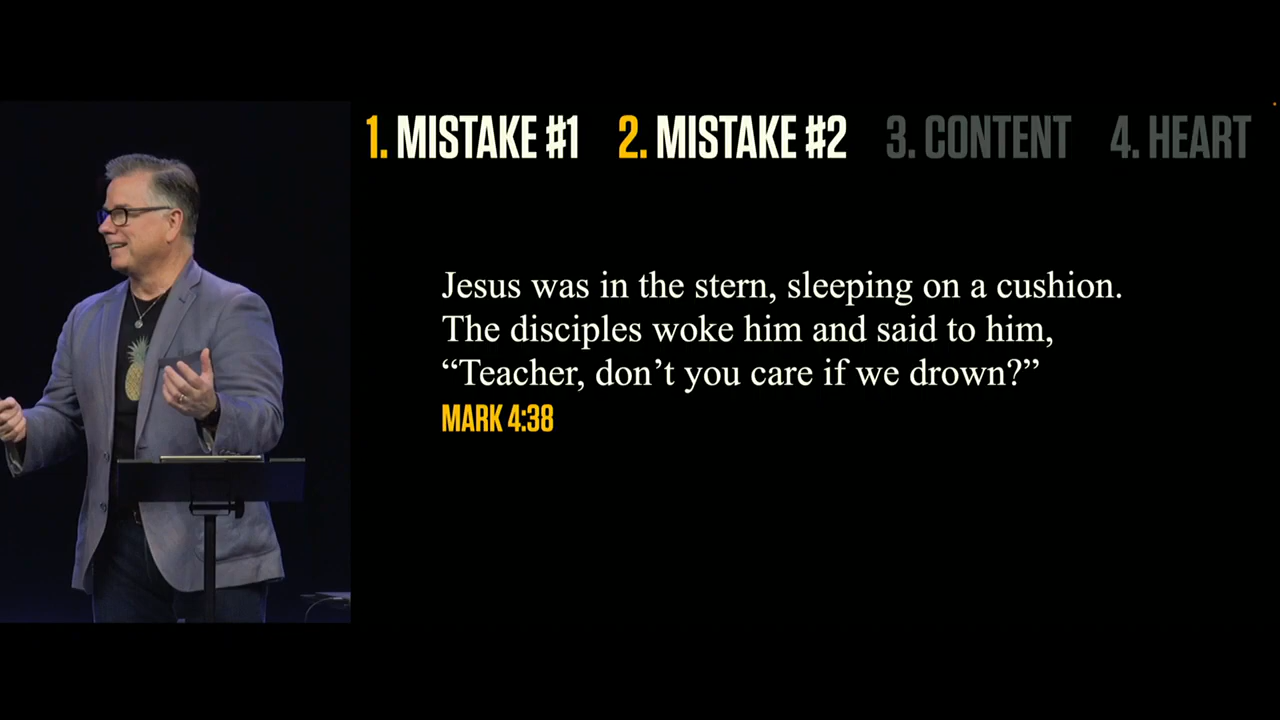 1. MISTAKE #1 2. MISTAKE #2 3. CONTENT 4. HEART
Jesus was in the stern, sleeping on a cushion.
The disciples woke him and said to him,
“Teacher, don’t you care if we drown?”
MARK 4:38